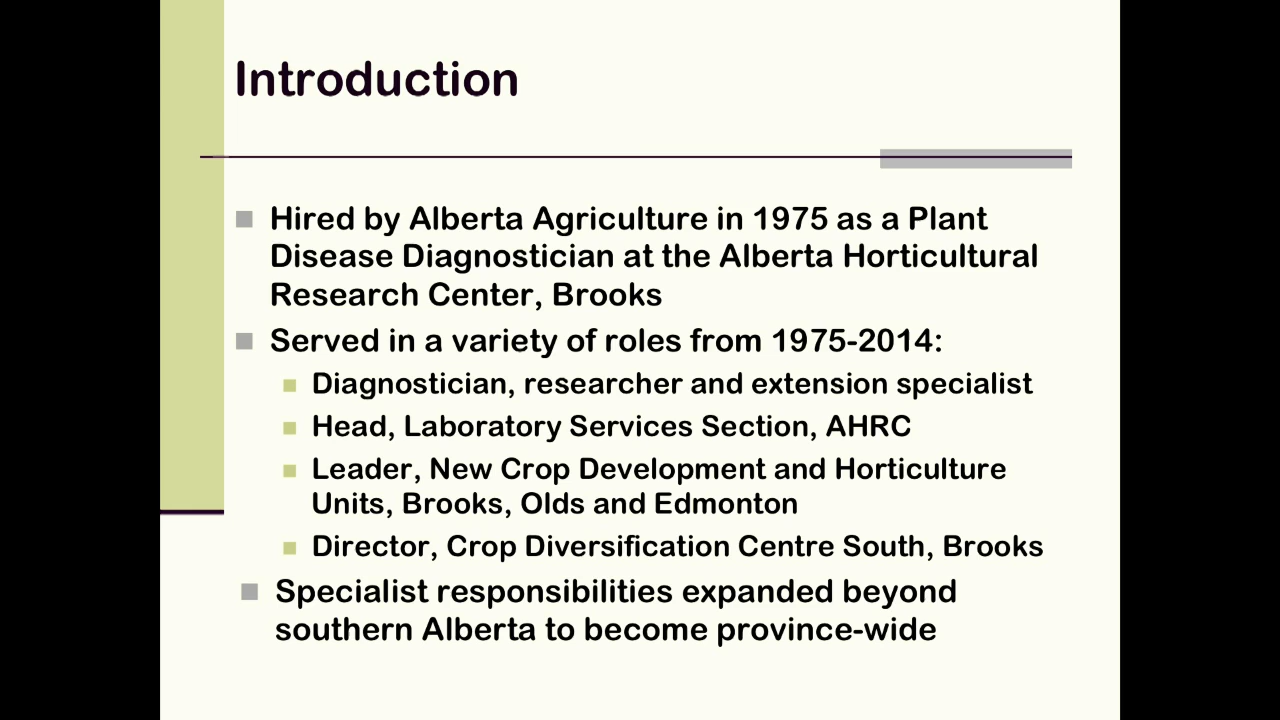 Introduction
Hired by Alberta Agriculture in 1975 as a Plant
Disease Diagnostician at the Alberta Horticultural
Research Center, Brooks
Served in a variety of roles from 1975-2014:
Diagnostician, researcher and extension specialist
Head, Laboratory Services Section, AHRC
Leader, New Crop Development and Horticulture
Units, Brooks, Olds and Edmonton
Director, Crop Diversification Centre South, Brooks
Specialist responsibilities expanded beyond
southern Alberta to become province-wide